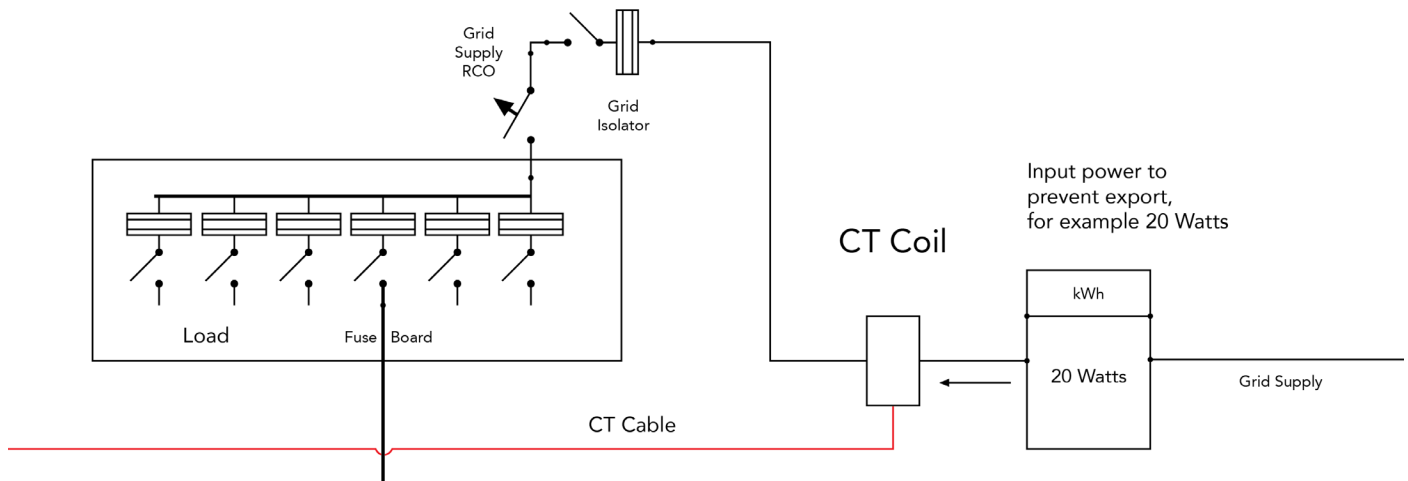 Grid
Supply
RCO
Grid
Isolator
Input power to
prevent export,
for example 20 Watts
CT Coil
kWh
Load
Fuse Board
20 Watts
Grid Supply
CT Cable